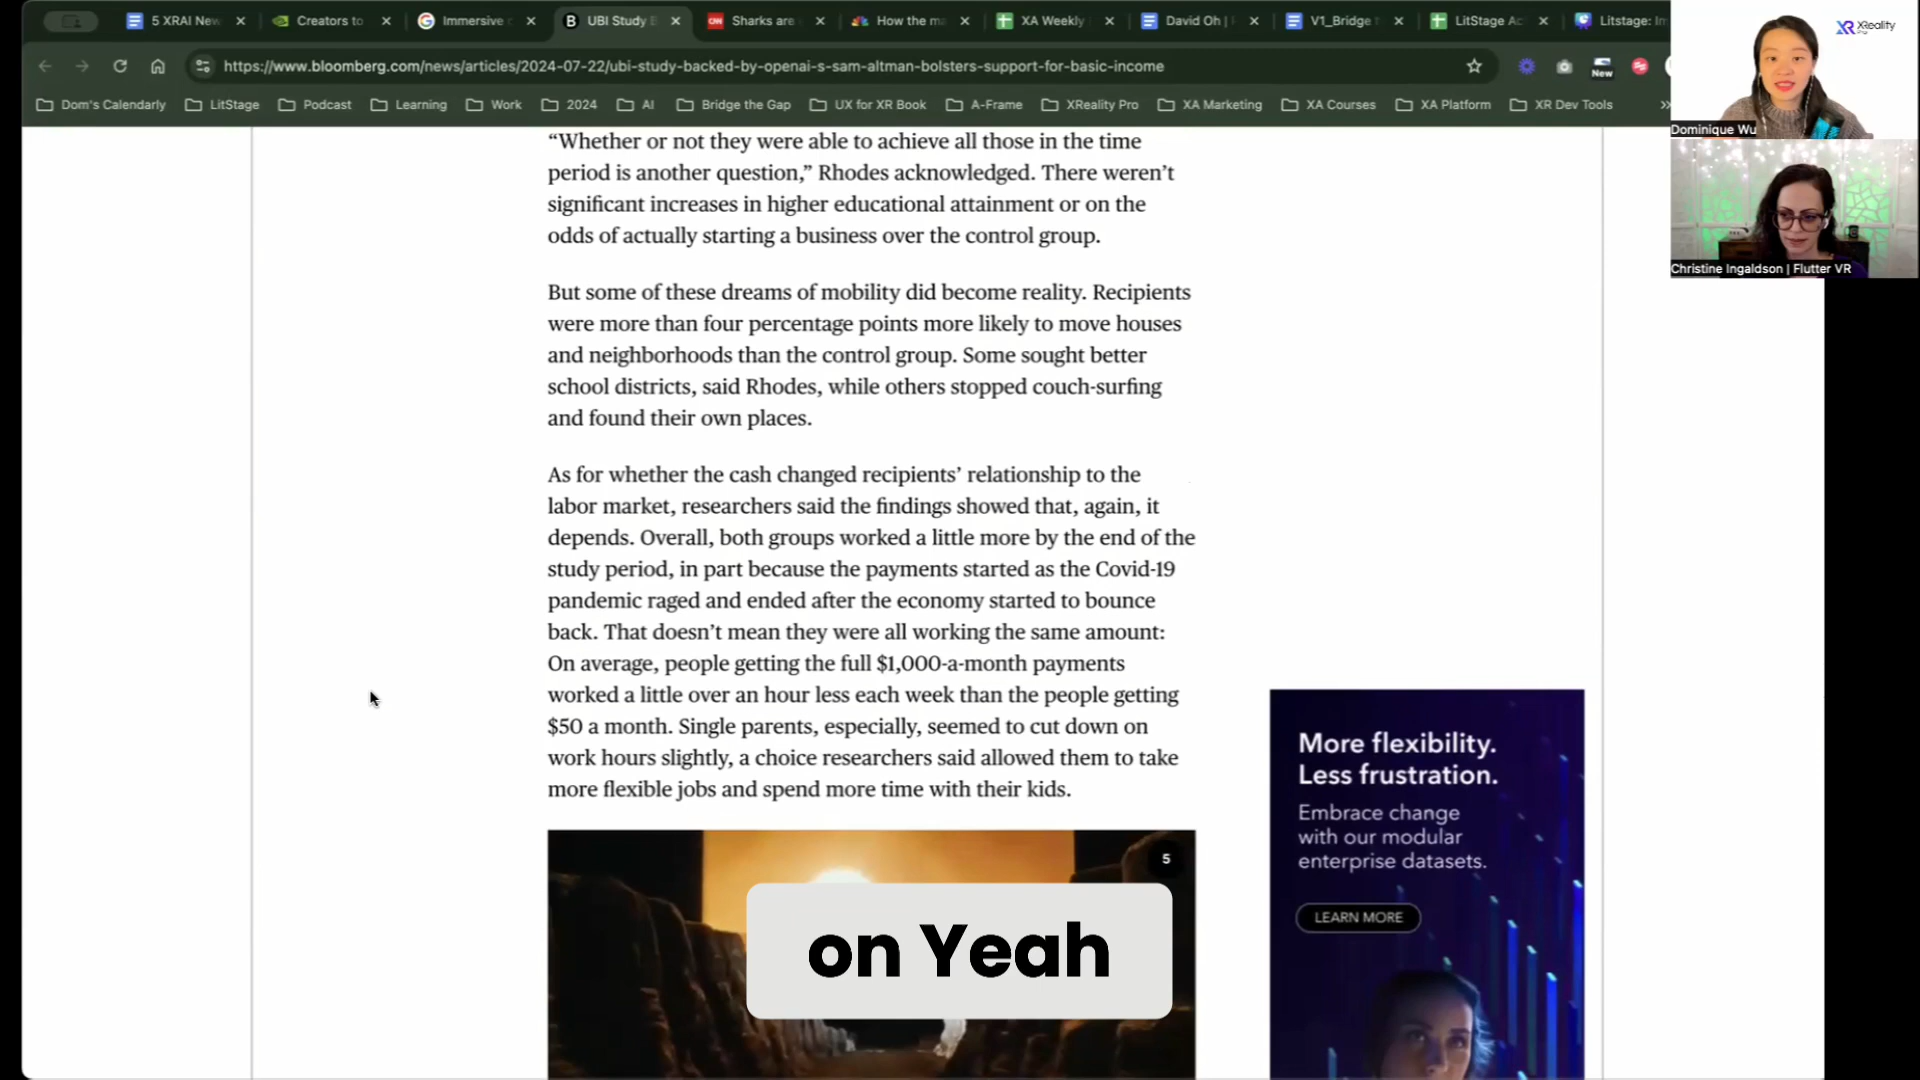 5 XRAI New
Creators to
Immersive
UBI Study
Sharks are
How the ma
XA Weekly
David Oh |
V1_Bridge
LitStage Ac
Litstage: In
https://www.bloomberg.com/news/articles/2024-07-22/ubi-study-backed-by-openai-s-sam-altman-bolsters-support-for-basic-income
New
Dom's Calendarly
LitStage
Podcast
Learning
Work
2024
AI
Bridge the Gap
UX for XR Book
A-Frame
XReality Pro
XA Marketing
XA Courses
XA Platform
XR Dev Tools
XReality
Dominique Wu
Christine Ingaldson | Flutter VR
“Whether or not they were able to achieve all those in the time
period is another question,” Rhodes acknowledged. There weren’t
significant increases in higher educational attainment or on the
odds of actually starting a business over the control group.
But some of these dreams of mobility did become reality. Recipients
were more than four percentage points more likely to move houses
and neighborhoods than the control group. Some sought better
school districts, said Rhodes, while others stopped couch-surfing
and found their own places.
As for whether the cash changed recipients’ relationship to the
labor market, researchers said the findings showed that, again, it
depends. Overall, both groups worked a little more by the end of the
study period, in part because the payments started as the Covid-19
pandemic raged and ended after the economy started to bounce
back. That doesn’t mean they were all working the same amount:
On average, people getting the full $1,000-a-month payments
worked a little over an hour less each week than the people getting
$50 a month. Single parents, especially, seemed to cut down on
work hours slightly, a choice researchers said allowed them to take
more flexible jobs and spend more time with their kids.
5
on Yeah
More flexibility.
Less frustration.
Embrace change
with our modular
enterprise datasets.
LEARN MORE